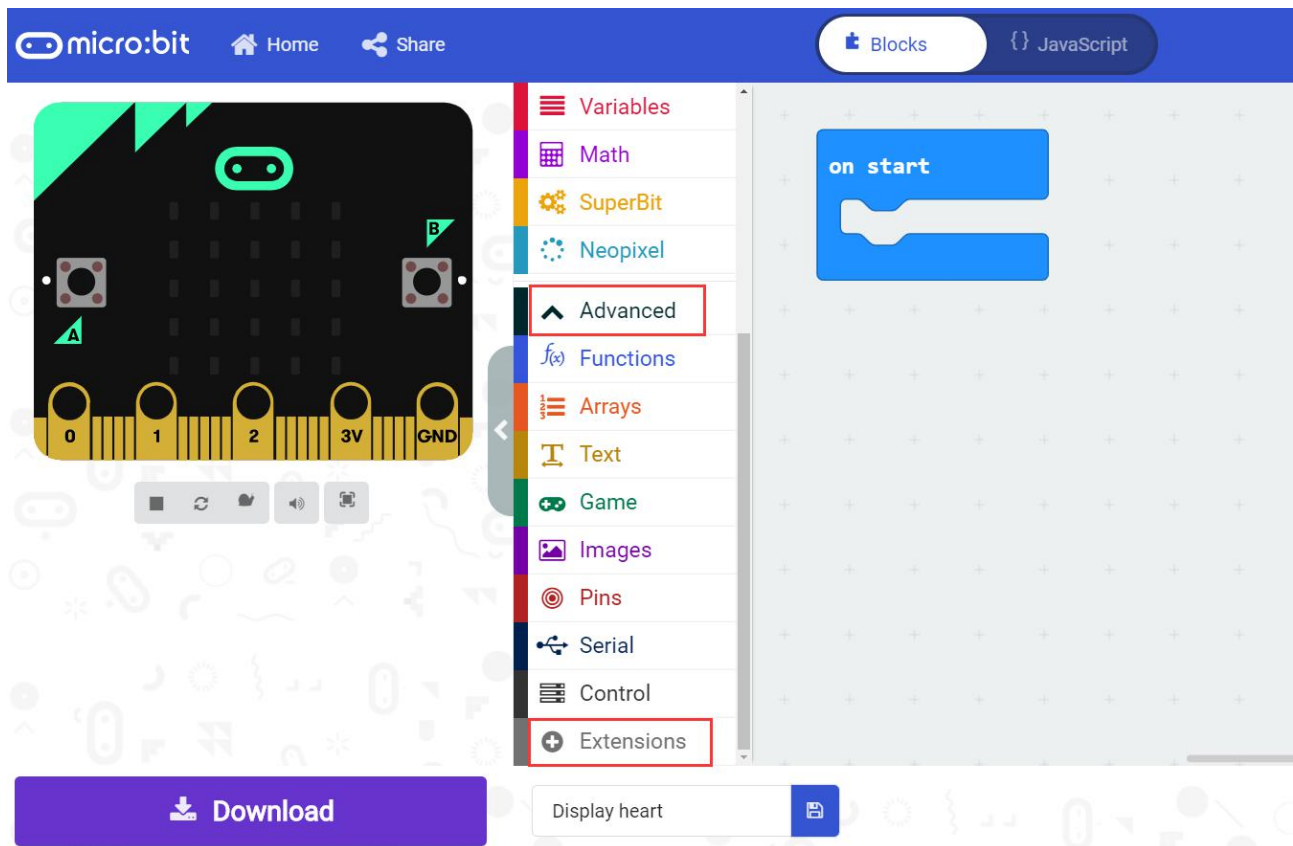 micro:bit Home Share Blocks {} JavaScript
Variables
Math
SuperBit
Neopixel
Advanced
f(x) Functions
Arrays
Text
Game
Images
Pins
Serial
Control
Extensions
on start
B
A
0 1 2 3V GND
Download
Display heart